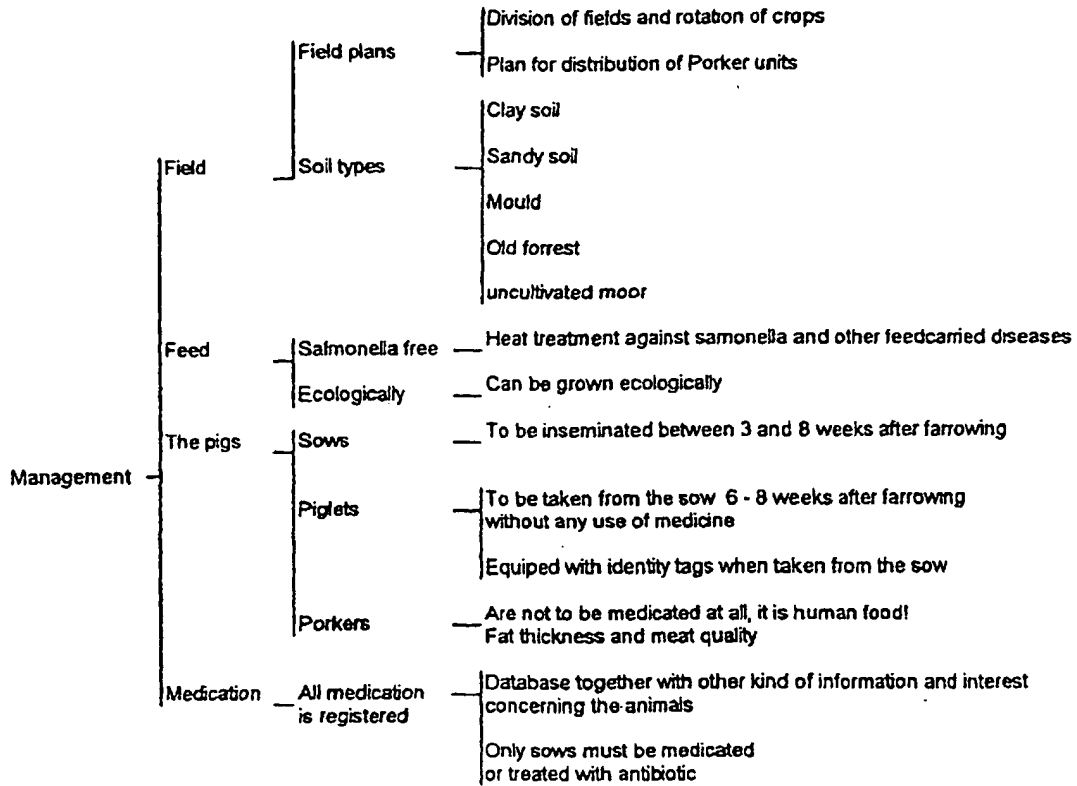 Division of fields and rotation of crops
Field plans
Plan for distribution of Porker units
Clay soil
Sandy soil
Field
Soil types
Mould
Old forrest
uncultivated moor
Feed
Salmonella free
Heat treatment against samonella and other feedcarried diseases
Ecologically
Can be grown ecologically
The pigs
Sows
To be inseminated between 3 and 8 weeks after farrowing
Management
Piglets
To be taken from the sow 6 - 8 weeks after farrowing
without any use of medicine
Equiped with identity tags when taken from the sow
Porkers
Are not to be medicated at all, it is human food!
Fat thickness and meat quality
Medication
All medication
is registered
Database together with other kind of information and interest
concerning the animals
Only sows must be medicated
or treated with antibiotic